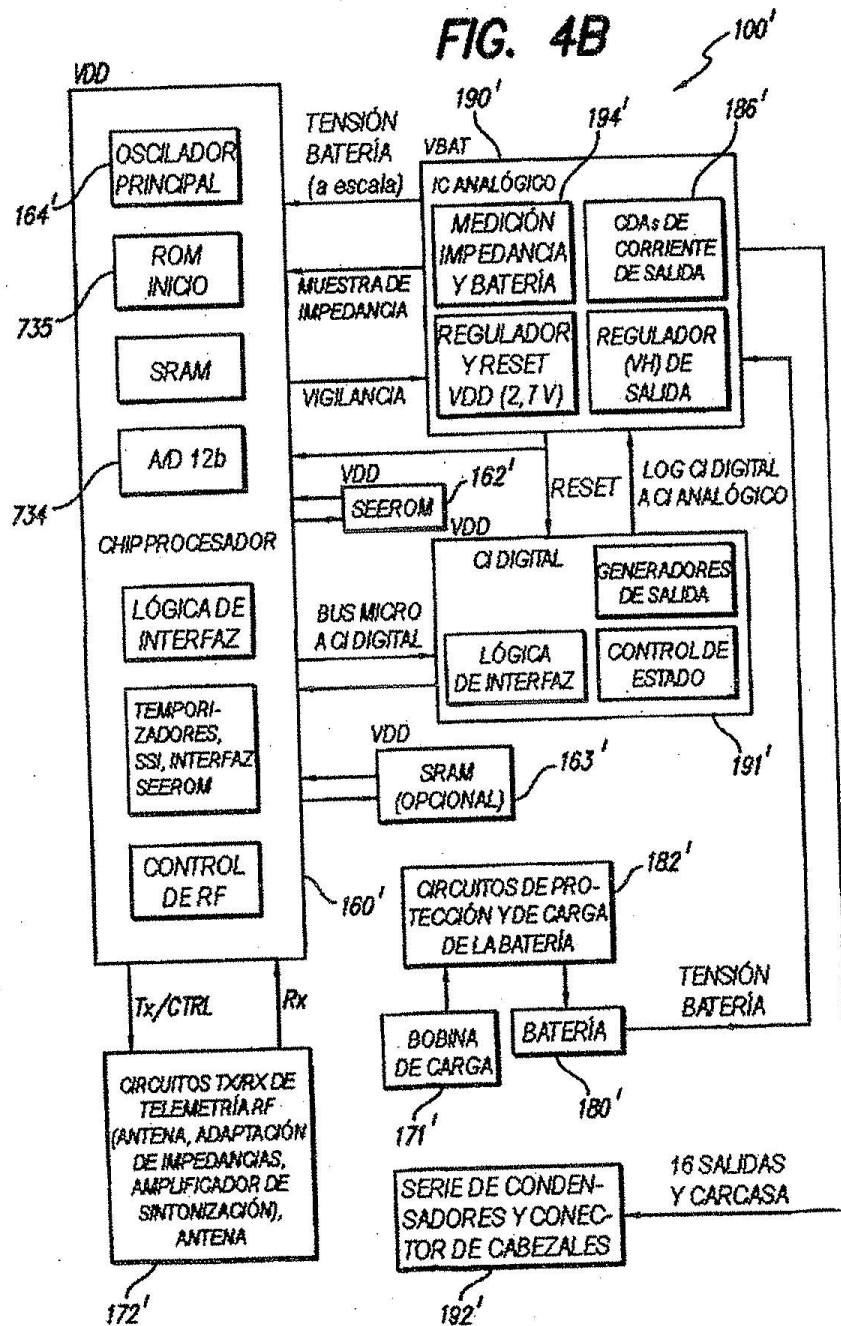 FIG. 4B
100'
VDD
OSCILADOR
PRINCIPAL
164'
ROM
INICIO
735
SRAM
A/D 12b
734
CHIP PROCESADOR
LÓGICA DE
INTERFAZ
TEMPORI-
ZADORES,
SSI, INTERFAZ
SEEROM
CONTROL
DE RF
160'
TENSIÓN
BATERÍA
(a escala)
MUESTRA DE
IMPEDANCIA
VIGILANCIA
190'
194'
186'
VBAT
IC ANALÓGICO
MEDICIÓN
IMPEDANCIA
Y BATERÍA
CDAs DE
CORRIENTE
DE SALIDA
REGULADOR
Y RESET
VDD (2,7 V)
REGULADOR
(VH) DE
SALIDA
VDD
SEEROM
162'
RESET
LOG CI DIGITAL
A CI ANALÓGICO
VDD
CI DIGITAL
GENERADORES
DE SALIDA
LÓGICA
DE INTERFAZ
CONTROL DE
ESTADO
191'
BUS MICRO
A CI DIGITAL
VDD
SRAM
(OPCIONAL)
163'
182'
CIRCUITOS DE PRO-
TECCIÓN Y DE CARGA
DE LA BATERÍA
TENSIÓN
BATERÍA
BOBINA
DE CARGA
171'
BATERÍA
180'
Tx/CTRL
Rx
CIRCUITOS TX/RX DE
TELEMETRÍA RF
(ANTENA, ADAPTACIÓN
DE IMPEDANCIAS,
AMPLIFICADOR DE
SINTONIZACIÓN),
ANTENA
172'
16 SALIDAS
Y CARCASA
SERIE DE CONDEN-
SADORES Y CONEC-
TOR DE CABEZALES
192'